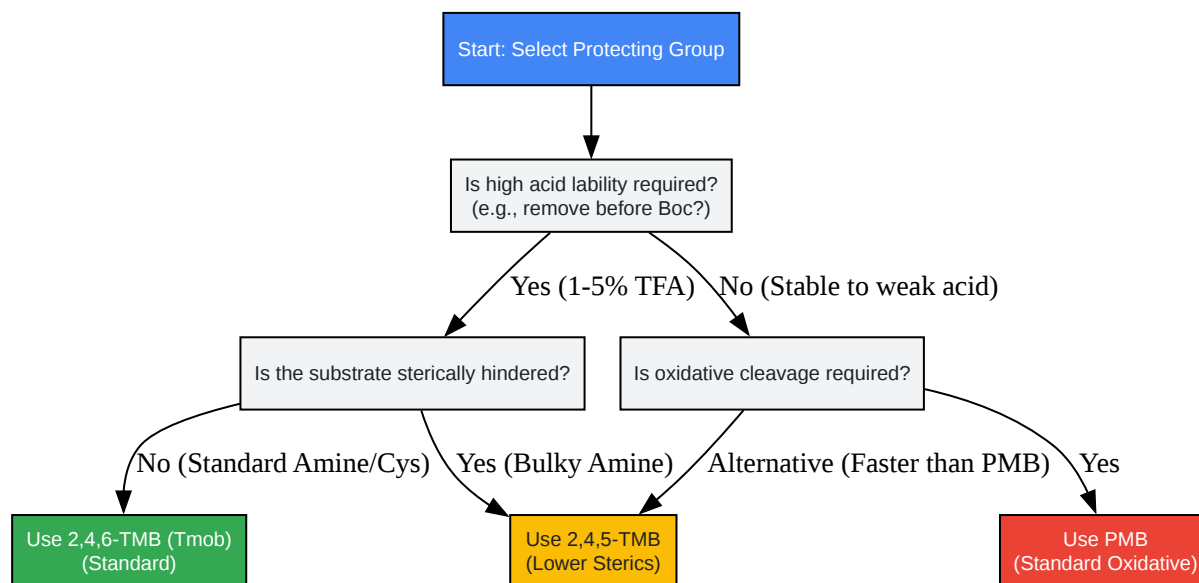 Start: Select Protecting Group
Is high acid lability required?
(e.g., remove before Boc?)
Yes (1-5% TFA)
No (Stable to weak acid)
Is the substrate sterically hindered?
Is oxidative cleavage required?
No (Standard Amine/Cys)
Yes (Bulky Amine)
Alternative (Faster than PMB)
Yes
Use 2,4,6-TMB (Tmob)
(Standard)
Use 2,4,5-TMB
(Lower Sterics)
Use PMB
(Standard Oxidative)